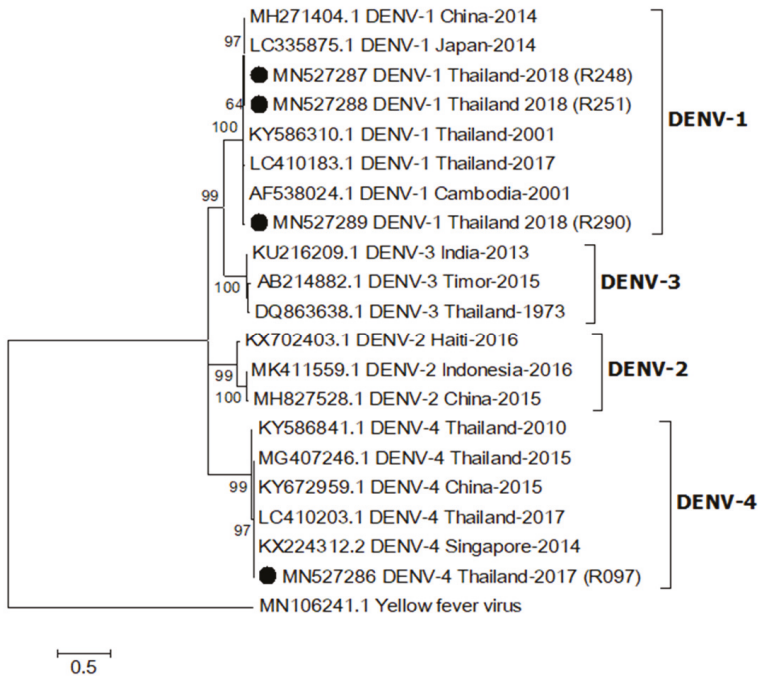 MH271404.1 DENV-1 China-2014
97
LC335875.1 DENV-1 Japan-2014
MN527287 DENV-1 Thailand-2018 (R248)
64
MN527288 DENV-1 Thailand 2018 (R251)
DENV-1
100
KY586310.1 DENV-1 Thailand-2001
LC410183.1 DENV-1 Thailand-2017
99
AF538024.1 DENV-1 Cambodia-2001
MN527289 DENV-1 Thailand 2018 (R290)
KU216209.1 DENV-3 India-2013
100
AB214882.1 DENV-3 Timor-2015
DENV-3
DQ863638.1 DENV-3 Thailand-1973
KX702403.1 DENV-2 Haiti-2016
99
MK411559.1 DENV-2 Indonesia-2016
DENV-2
100
MH827528.1 DENV-2 China-2015
KY586841.1 DENV-4 Thailand-2010
MG407246.1 DENV-4 Thailand-2015
99
KY672959.1 DENV-4 China-2015
DENV-4
LC410203.1 DENV-4 Thailand-2017
97
KX224312.2 DENV-4 Singapore-2014
MN527286 DENV-4 Thailand-2017 (R097)
MN106241.1 Yellow fever virus
0.5